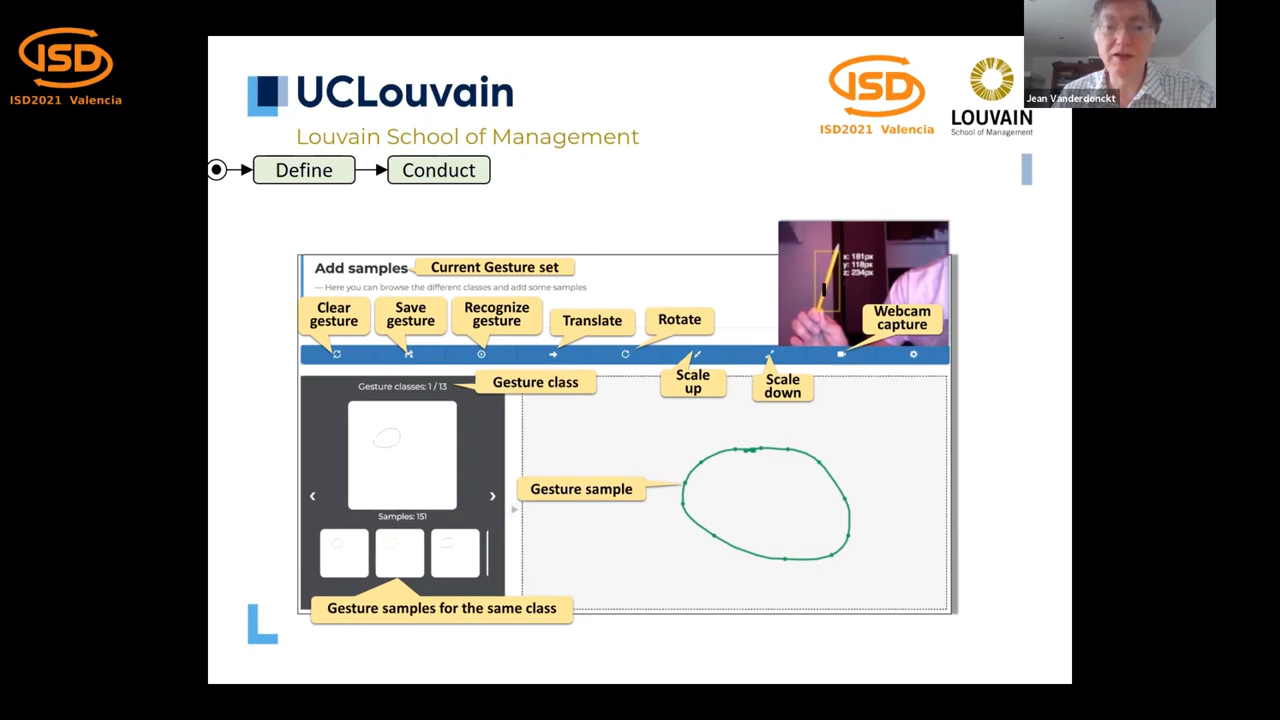 ISD
ISD2021 Valencia
UCLouvain
Louvain School of Management
ISD
ISD2021 Valencia
LOUVAIN
School of Management
Jean Vanderdonckt
Define
Conduct
Add samples
Current Gesture set
— Here you can browse the different classes and add some samples
x: 181px
y: 118px
z: 234px
Clear
gesture
Save
gesture
Recognize
gesture
Translate
Rotate
Webcam
capture
Gesture classes: 1 / 13
Gesture class
Scale
up
Scale
down
Gesture sample
Samples: 151
Gesture samples for the same class